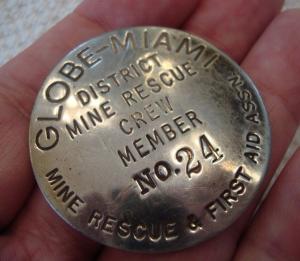 GLOBE-MIAMI
DISTRICT
MINE RESCUE
CREW
MEMBER
NO. 24
MINE RESCUE & FIRST AID ASS'N.